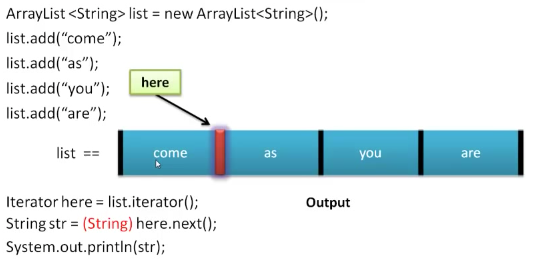 ArrayList <String> list = new ArrayList<String>();
list.add(“come”);
list.add(“as”);
list.add(“you”);
list.add(“are”);
here
list ==
come as you are
Iterator here = list.iterator();
Output
String str = (String) here.next();
System.out.println(str);